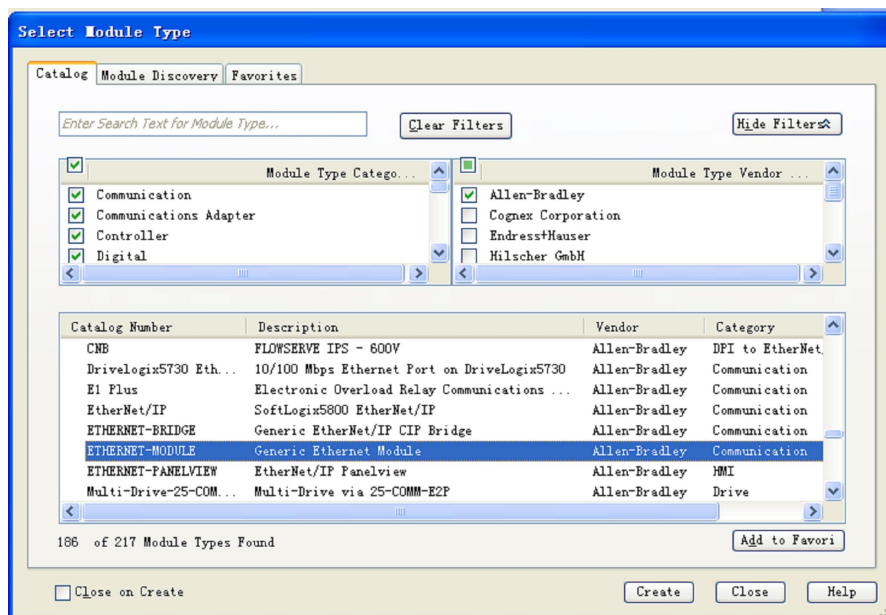 Select Module Type
Catalog Module Discovery Favorites
Enter Search Text for Module Type...
Clear Filters
Hide Filters
Module Type Catego... Module Type Vendor ...
Communication Allen-Bradley
Communications Adapter Cognex Corporation
Controller Endress+Hauser
Digital Hilscher GmbH
Catalog Number Description Vendor Category
CNB FLOWSERVE IPS - 600V Allen-Bradley DPI to EtherNet
Drivelogix5730 Eth... 10/100 Mbps Ethernet Port on DriveLogix5730 Allen-Bradley Communication
E1 Plus Electronic Overload Relay Communications ... Allen-Bradley Communication
EtherNet/IP SoftLogix5800 EtherNet/IP Allen-Bradley Communication
ETHERNET-BRIDGE Generic EtherNet/IP CIP Bridge Allen-Bradley Communication
ETHERNET-MODULE Generic Ethernet Module Allen-Bradley Communication
ETHERNET-PANELVIEW EtherNet/IP Panelview Allen-Bradley HMI
Multi-Drive-25-COM... Multi-Drive via 25-COMM-E2P Allen-Bradley Drive
186 of 217 Module Types Found
Add to Favori
Close on Create
Create Close Help